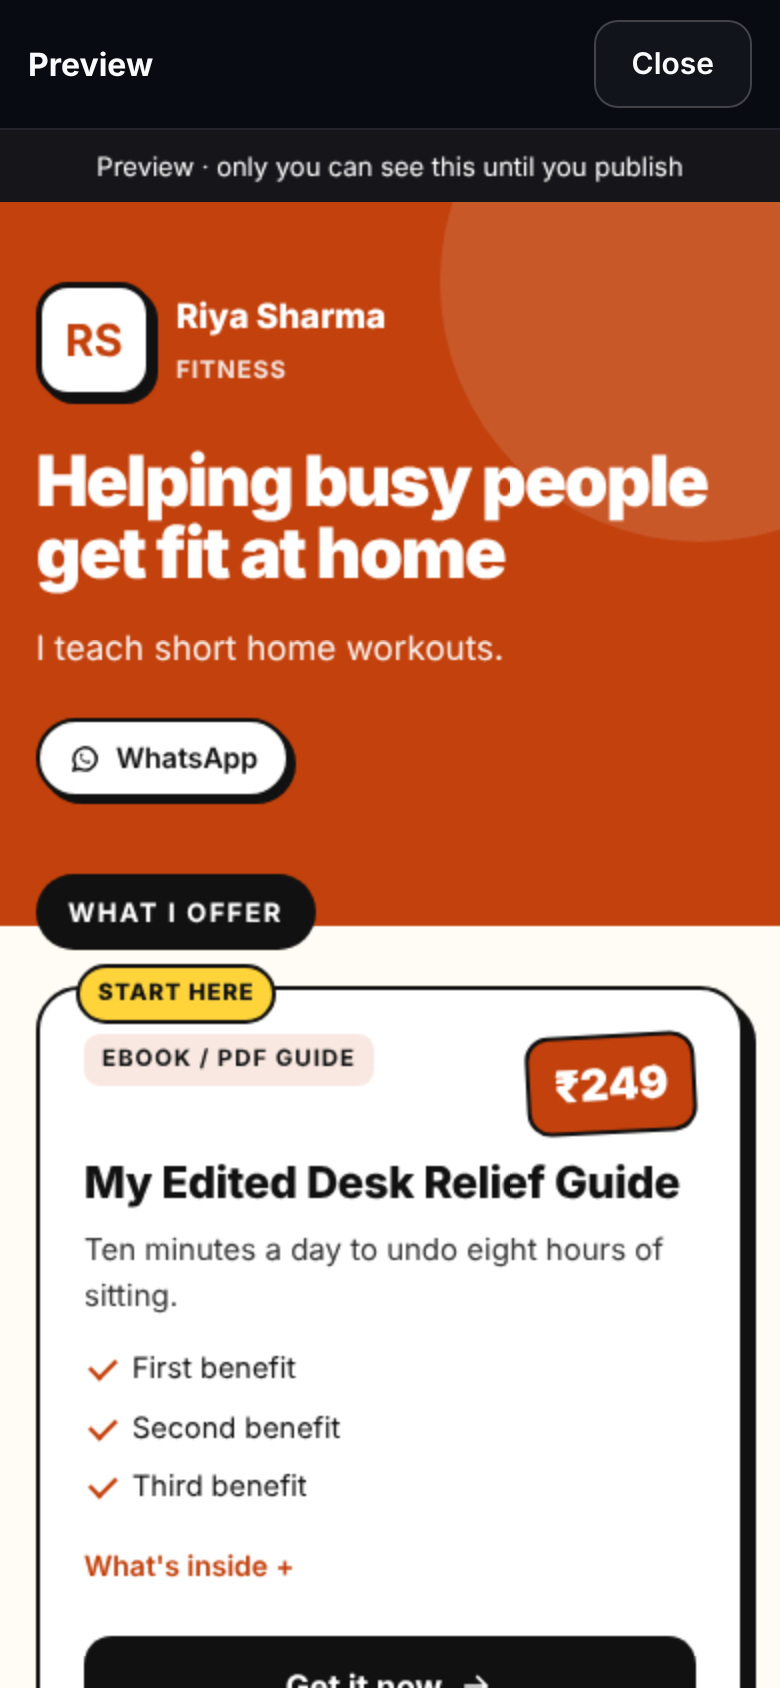 Preview
Close
Preview · only you can see this until you publish
RS
Riya Sharma
FITNESS
Helping busy people
get fit at home
I teach short home workouts.
WhatsApp
WHAT I OFFER
START HERE
EBOOK / PDF GUIDE
₹249
My Edited Desk Relief Guide
Ten minutes a day to undo eight hours of
sitting.
First benefit
Second benefit
Third benefit
What's inside +
Get it now →